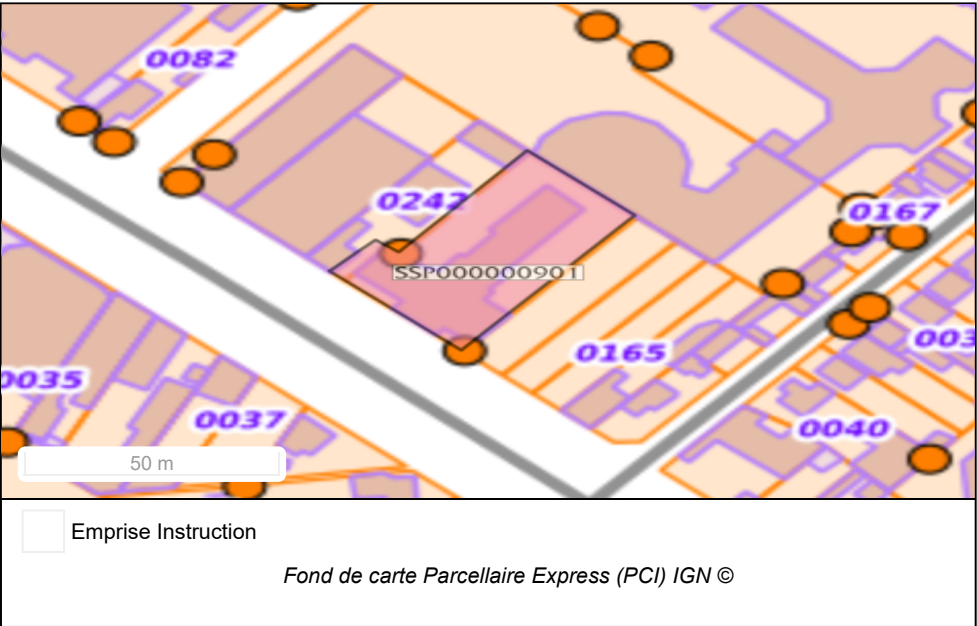 0082
0242
0167
SSP000000901
0165
003
0035
0037
0040
50 m
Emprise Instruction
Fond de carte Parcellaire Express (PCI) IGN ©